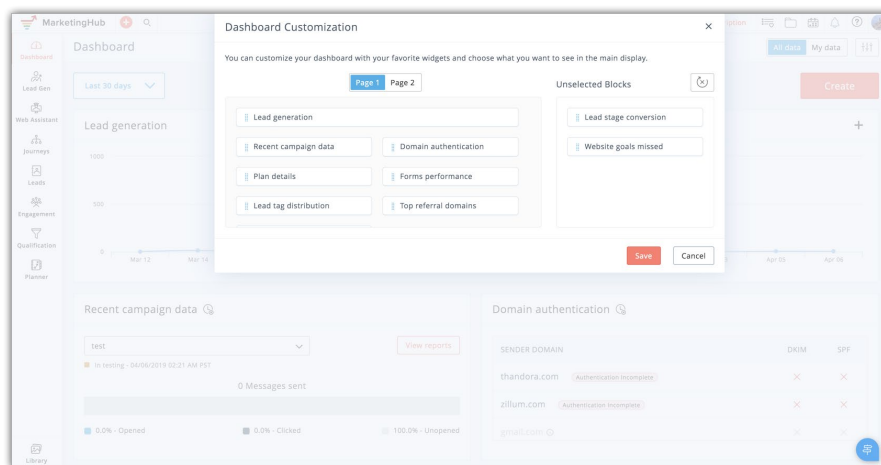 MarketingHub
Dashboard
Lead Gen
Web Assistant
Journeys
Leads
Engagement
Qualification
Planner
Library
Dashboard
All data My data
Last 30 days
Create
Lead generation
1000
500
0
Mar 12 Mar 14 Apr 05 Apr 06
Dashboard Customization
You can customize your dashboard with your favorite widgets and choose what you want to see in the main display.
Page 1 Page 2
Unselected Blocks
Lead generation
Recent campaign data Domain authentication
Plan details Forms performance
Lead tag distribution Top referral domains
Lead stage conversion
Website goals missed
Save Cancel
Recent campaign data
test
View reports
In testing - 04/06/2019 02:21 AM PST
0 Messages sent
0.0% - Opened 0.0% - Clicked 100.0% - Unopened
Domain authentication
SENDER DOMAIN DKIM SPF
thandora.com Authentication Incomplete
zillum.com Authentication Incomplete
gmail.com